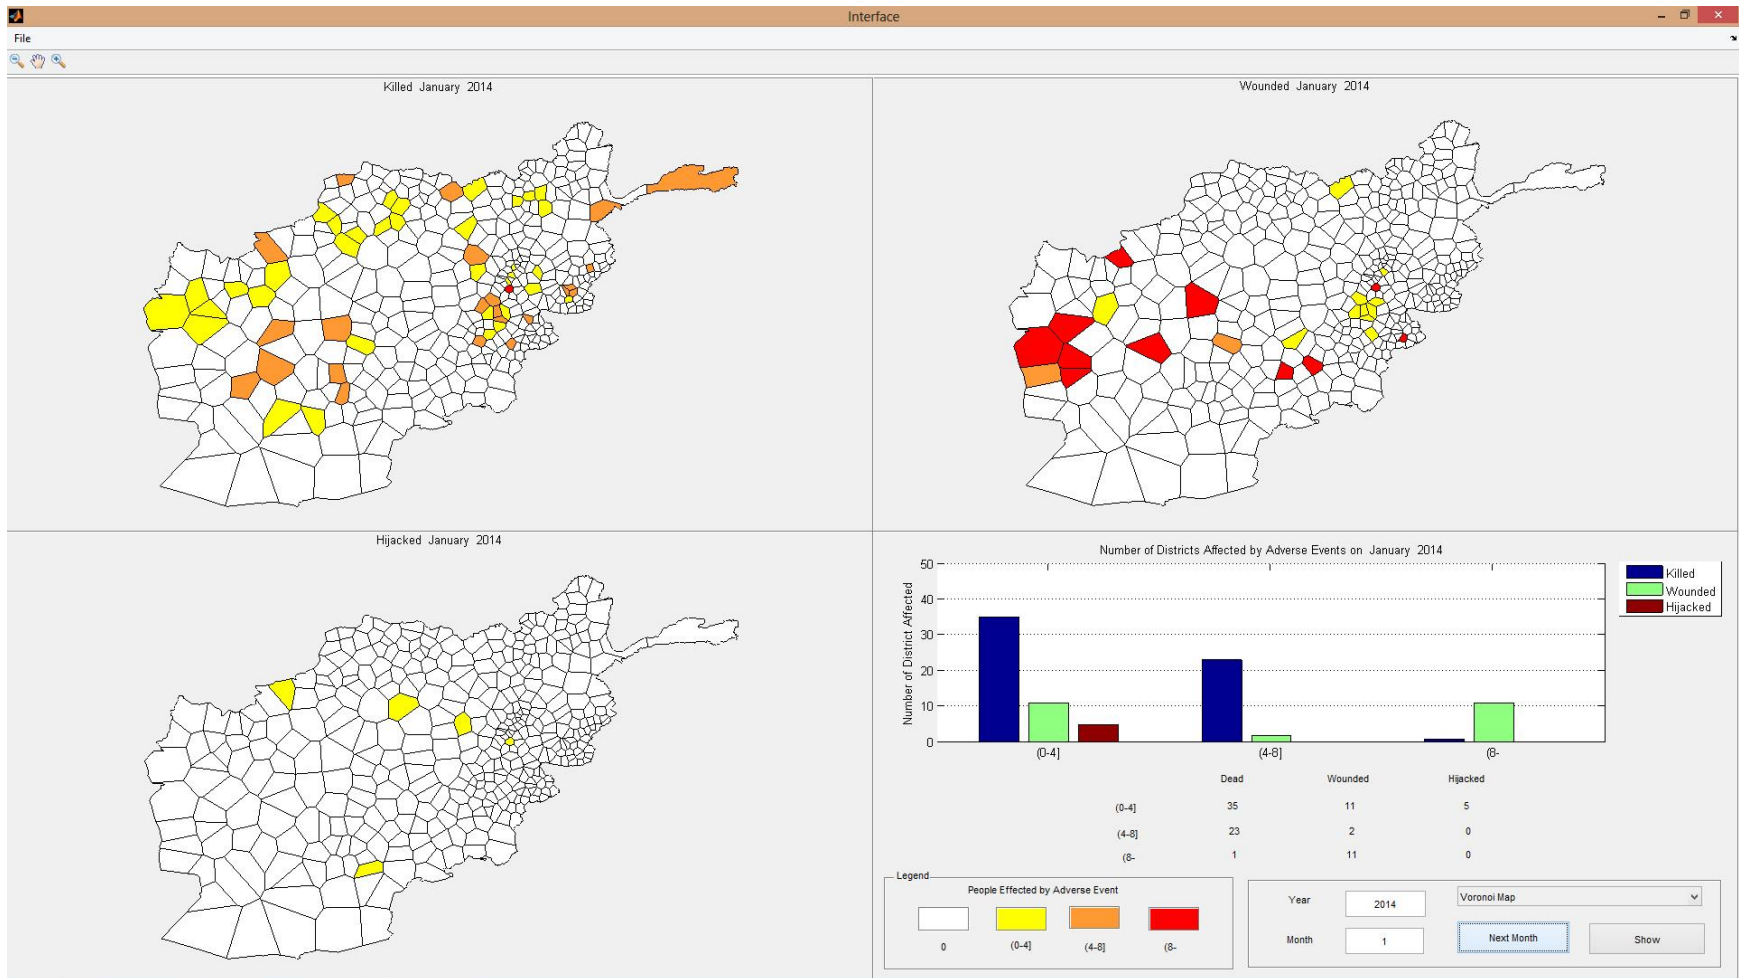 Interface
File
Killed January 2014
Wounded January 2014
Hijacked January 2014
Number of Districts Affected by Adverse Events on January 2014
Number of District Affected
50
40
30
20
10
0
(0-4]
(4-8]
(8-
Killed
Wounded
Hijacked
Dead Wounded Hijacked
(0-4] 35 11 5
(4-8] 23 2 0
(8- 1 11 0
Legend
People Effected by Adverse Event
0 (0-4] (4-8] (8-
Year 2014 Voronoi Map
Month 1 Next Month Show